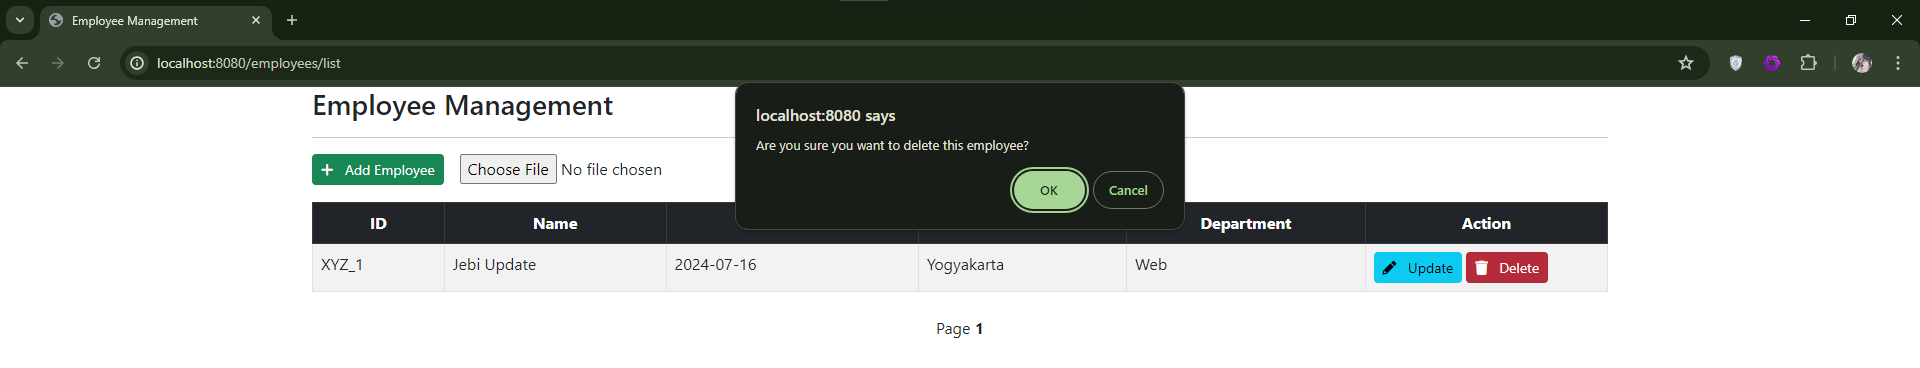 Employee Management
localhost:8080/employees/list
Employee Management
localhost:8080 says
Are you sure you want to delete this employee?
OK Cancel
Add Employee Choose File No file chosen
ID Name Department Action
XYZ_1 Jebi Update 2024-07-16 Yogyakarta Web Update Delete
Page 1